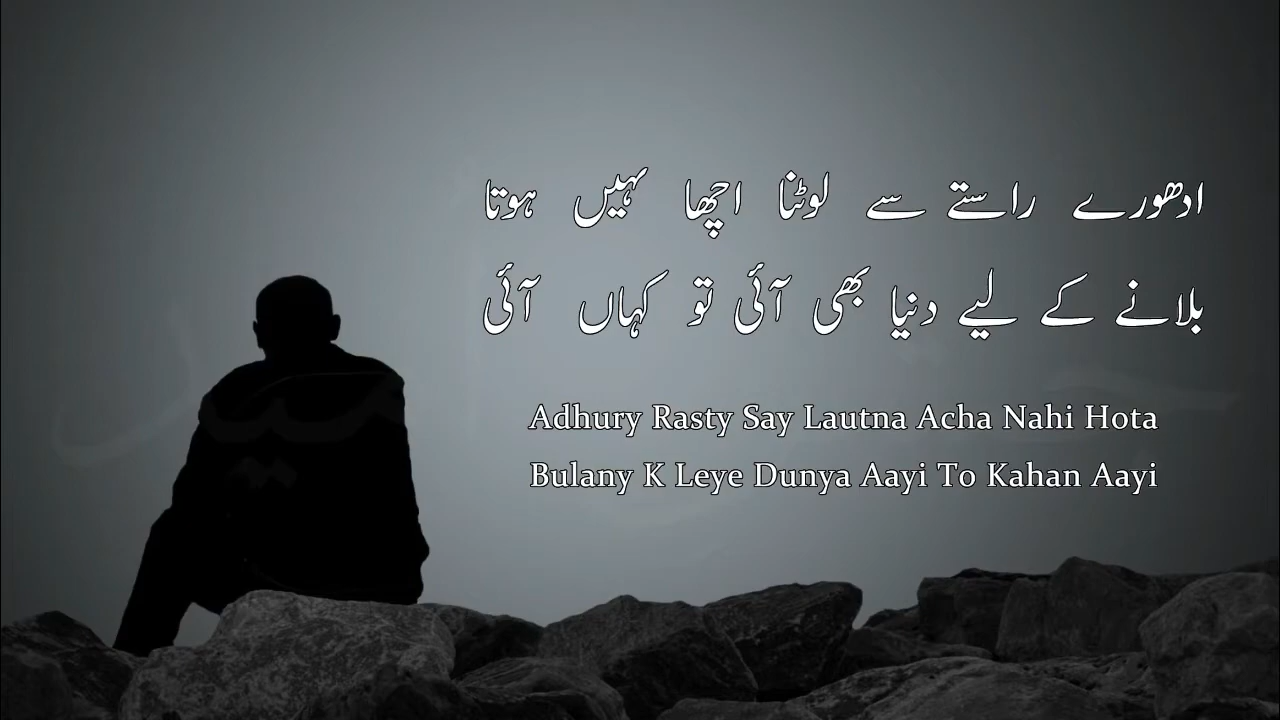 ادھورے راستے سے لوٹنا اچھا نہیں ہوتا
بلانے کے لیے دنیا بھی آئی تو کہاں آئی
Adhury Rasty Say Lautna Acha Nahi Hota
Bulany K Leye Dunya Aayi To Kahan Aayi